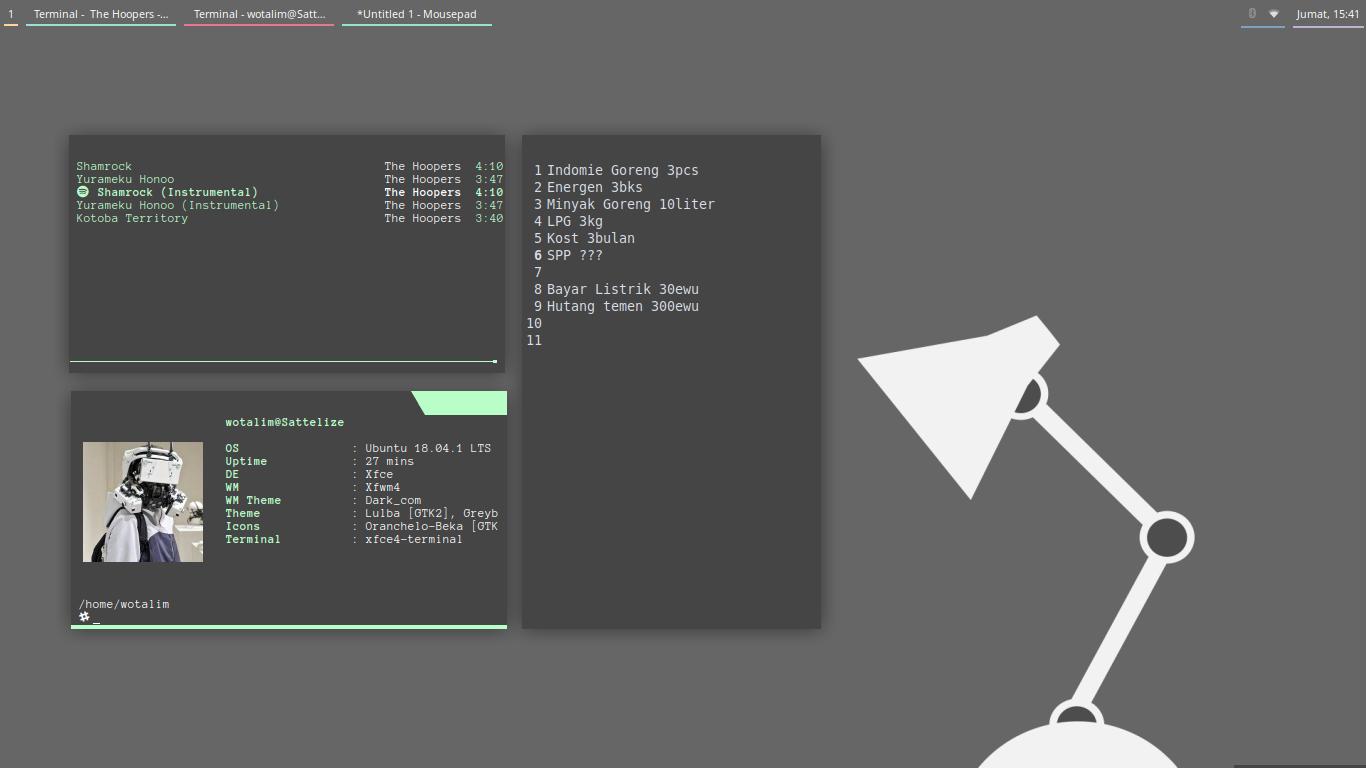 1 Terminal - The Hoopers -... Terminal - wotalim@Satt... *Untitled 1 - Mousepad Jumat, 15:41
Shamrock The Hoopers 4:10
Yurameku Honoo The Hoopers 3:47
Shamrock (Instrumental) The Hoopers 4:10
Yurameku Honoo (Instrumental) The Hoopers 3:47
Kotoba Territory The Hoopers 3:40
wotalim@Sattelize
OS : Ubuntu 18.04.1 LTS
Uptime : 27 mins
DE : Xfce
WM : Xfwm4
WM Theme : Dark_com
Theme : Lulba [GTK2], Greyb
Icons : Oranchelo-Beka [GTK
Terminal : xfce4-terminal
/home/wotalim
# _
1 Indomie Goreng 3pcs
2 Energen 3bks
3 Minyak Goreng 10liter
4 LPG 3kg
5 Kost 3bulan
6 SPP ???
7
8 Bayar Listrik 30ewu
9 Hutang temen 300ewu
10
11